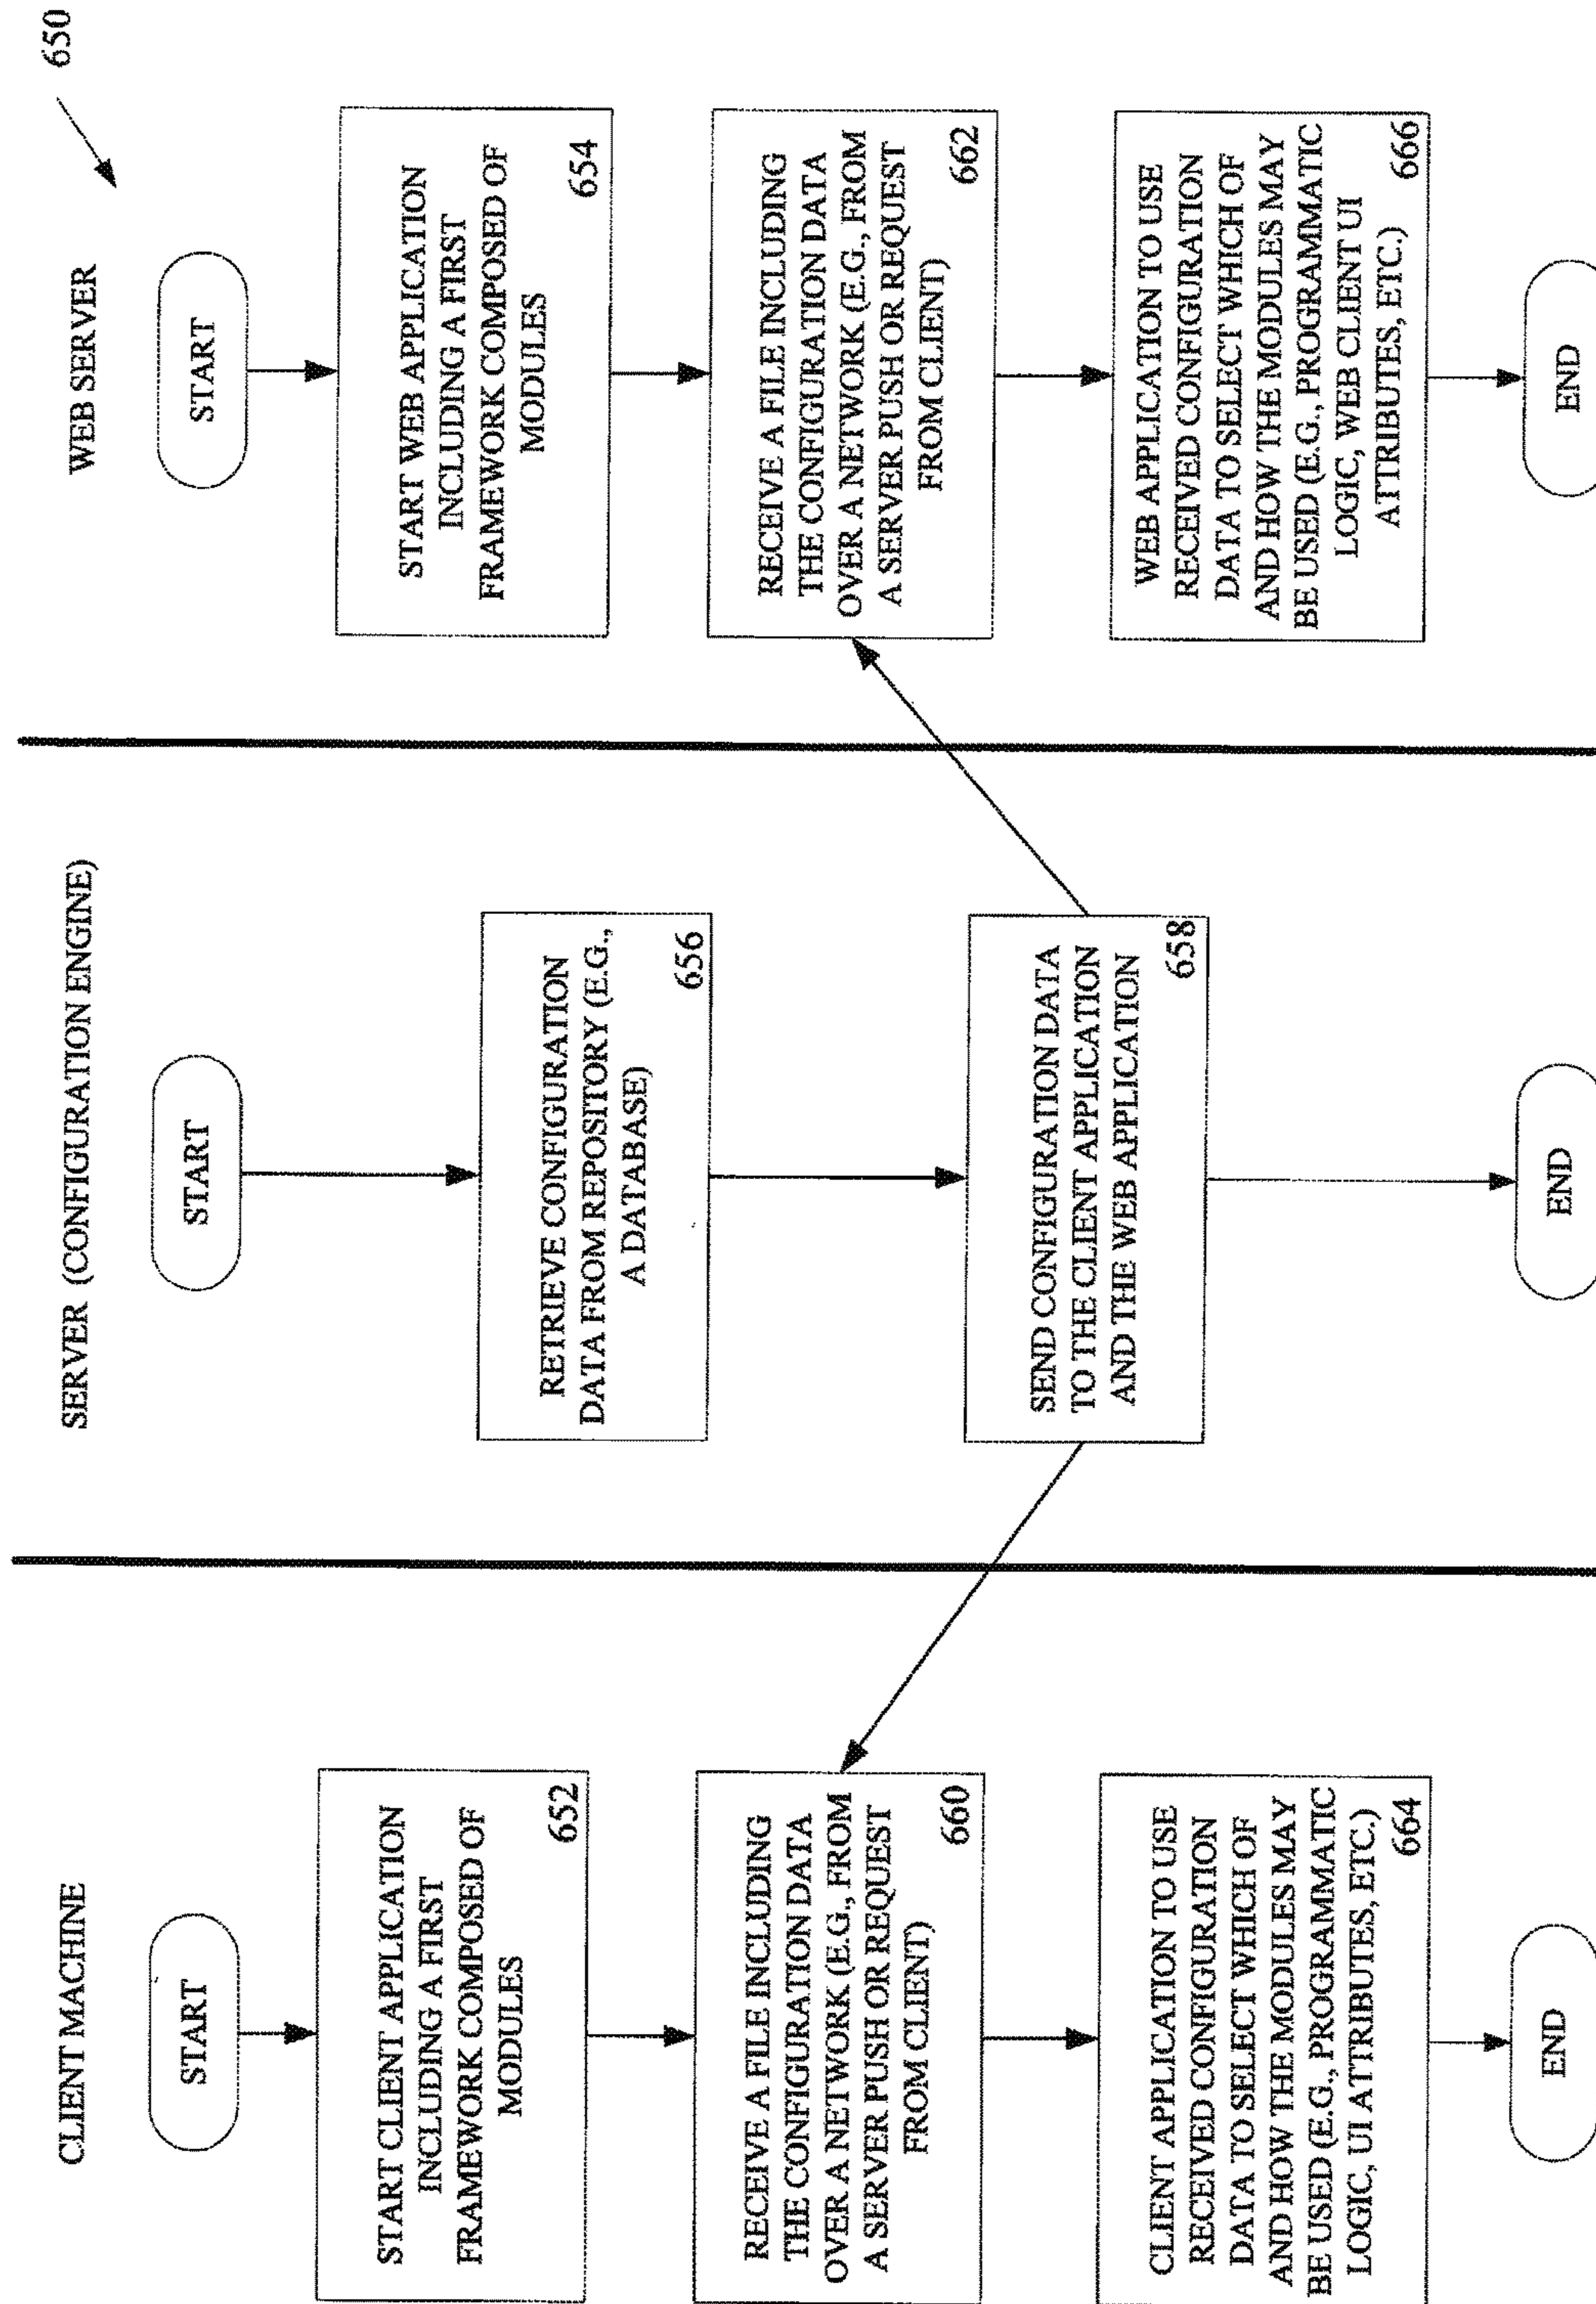 650
CLIENT MACHINE
START
START CLIENT APPLICATION
INCLUDING A FIRST
FRAMEWORK COMPOSED OF
MODULES
652
RECEIVE A FILE INCLUDING
THE CONFIGURATION DATA
OVER A NETWORK (E.G., FROM
A SERVER PUSH OR REQUEST
FROM CLIENT)
660
CLIENT APPLICATION TO USE
RECEIVED CONFIGURATION
DATA TO SELECT WHICH OF
AND HOW THE MODULES MAY
BE USED (E.G., PROGRAMMATIC
LOGIC, UI ATTRIBUTES, ETC.)
664
END
SERVER (CONFIGURATION ENGINE)
START
RETRIEVE CONFIGURATION
DATA FROM REPOSITORY (E.G.,
A DATABASE)
656
SEND CONFIGURATION DATA
TO THE CLIENT APPLICATION
AND THE WEB APPLICATION
658
END
WEB SERVER
START
START WEB APPLICATION
INCLUDING A FIRST
FRAMEWORK COMPOSED OF
MODULES
654
RECEIVE A FILE INCLUDING
THE CONFIGURATION DATA
OVER A NETWORK (E.G., FROM
A SERVER PUSH OR REQUEST
FROM CLIENT)
662
WEB APPLICATION TO USE
RECEIVED CONFIGURATION
DATA TO SELECT WHICH OF
AND HOW THE MODULES MAY
BE USED (E.G., PROGRAMMATIC
LOGIC, WEB CLIENT UI
ATTRIBUTES, ETC.)
666
END